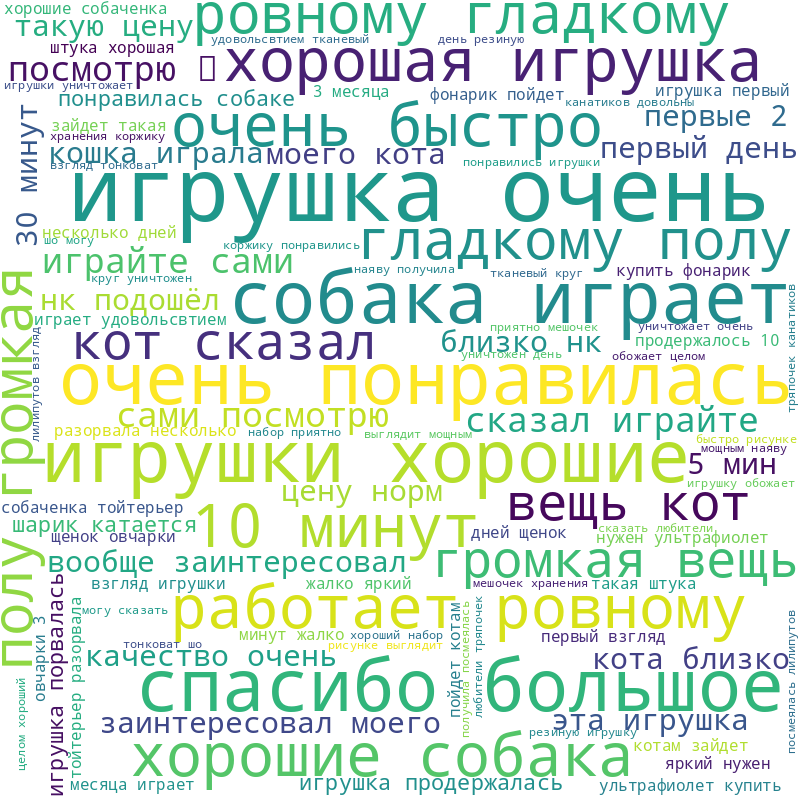 хорошие собаченка
ровному гладкому
такую цену
удовольсвтием тканевый
день резиную
штука хорошая
посмотрю
хорошая игрушка
игрушки уничтожает
понравилась собаке
3 месяца
фонарик пойдет
игрушка первый
канатиков довольны
30 минут
зайдет такая
очень быстро
первые 2
хранения коржику
кошка играла
моего кота
первый день
взгляд тонковат
понравились игрушки
игрушка очень
несколько дней
шо могу
коржику понравились
гладкому полу
играйте сами
круг уничтожен
наяву получила
тканевый круг
купить фонарик
нк подошёл
собака играет
тряпочек канатиков
громкая
играет удовольсвтием
приятно мешочек
уничтожает очень
лилипутов взгляд
кот сказал
близко нк
продержалось 10
уничтожен день
обожает целом
очень понравилась
сами посмотрю
сказал играйте
разорвала несколько
набор приятно
выглядит мощным
быстро рисунке
игрушки хорошие
мощным наяву
5 мин
цену норм
игрушку обожает
собаченка тойтерьер
10 минут
вещь кот
шарик катается
щенок овчарки
дней щенок
сказать любители
нужен ультрафиолет
полу
вообще заинтересовал
громкая вещь
взгляд игрушки
жалко яркий
мешочек хранения
такая штука
игрушка порвалась
овчарки 3
тойтерьер разорвала
могу сказать
работает ровному
пойдет котам
получила посмеялась
любители тряпочек
минут жалко
хороший набор
первый взгляд
тонковат шо
рисунке выглядит
качество очень
кота близко
посмеялась лилипутов
целом хороший
спасибо большое
заинтересовал моего
эта игрушка
резиную игрушку
хорошие собака
котам зайдет
яркий нужен
месяца играет
игрушка продержалась
ультрафиолет купить